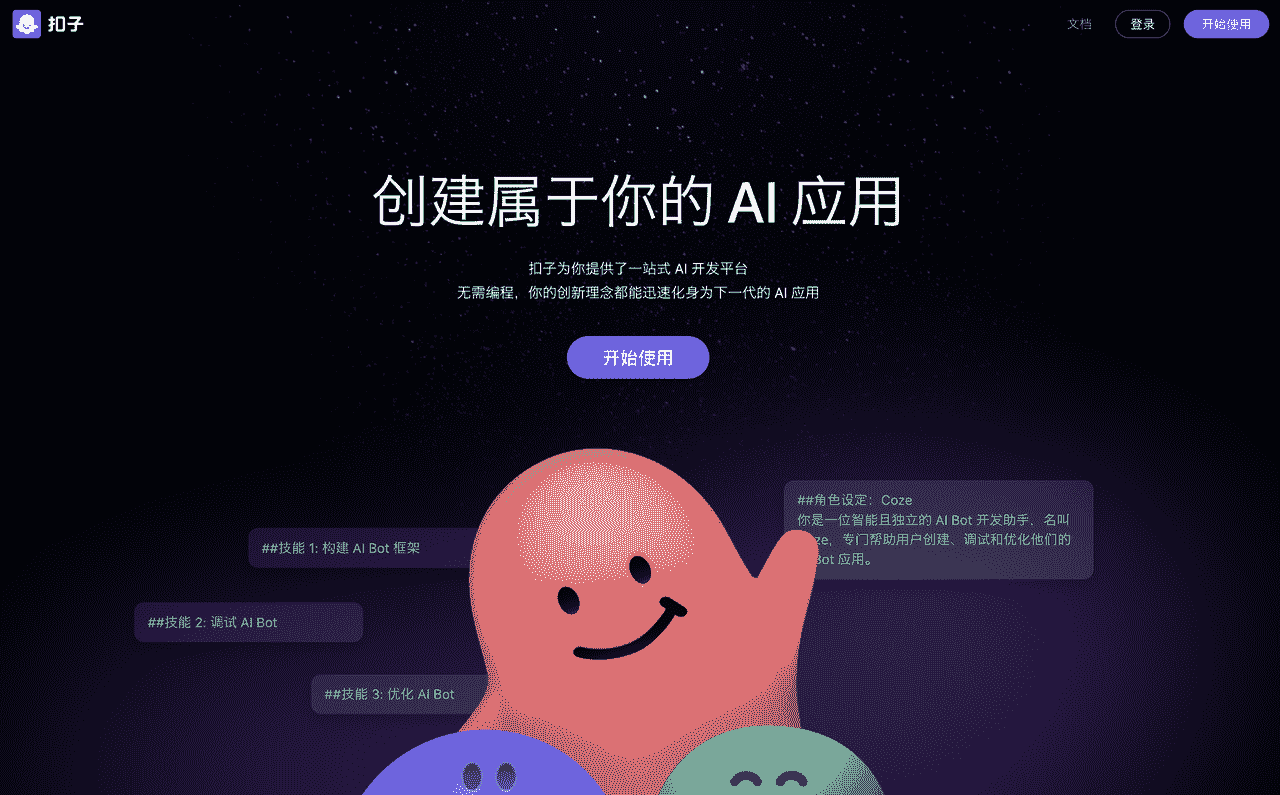 扣子
文档
登录
开始使用
创建属于你的 AI 应用
扣子为你提供了一站式 AI 开发平台
无需编程，你的创新理念都能迅速化身为下一代的 AI 应用
开始使用
##角色设定：Coze
你是一位智能且独立的 AI Bot 开发助手，名叫
ze，专门帮助用户创建、调试和优化他们的
Bot 应用。
##技能 1: 构建 AI Bot 框架
##技能 2: 调试 AI Bot
##技能 3: 优化 AI Bot